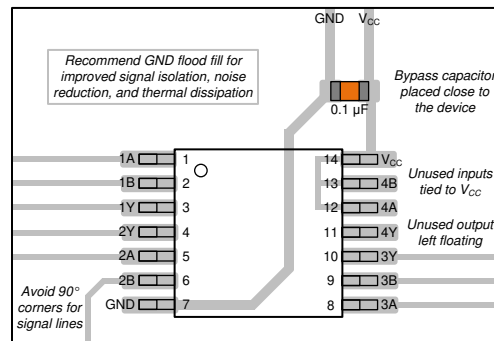 GND VCC
Recommend GND flood fill for
improved signal isolation, noise
reduction, and thermal dissipation
Bypass capacitor
placed close to
the device
0.1 µF
1A 1 14 VCC
1B 2 13 4B
1Y 3 12 4A
2Y 4 11 4Y
2A 5 10 3Y
2B 6 9 3B
GND 7 8 3A
Unused inputs
tied to VCC
Unused output
left floating
Avoid 90°
corners for
signal lines